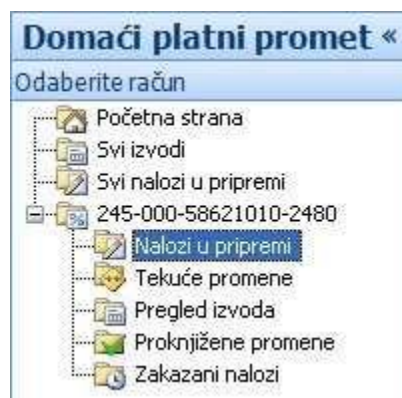 Domaći platni promet «
Odaberite račun
Početna strana
Svi izvodi
Svi nalozi u pripremi
245-000-58621010-2480
Nalozi u pripremi
Tekuće promene
Pregled izvoda
Proknjižene promene
Zakazani nalozi